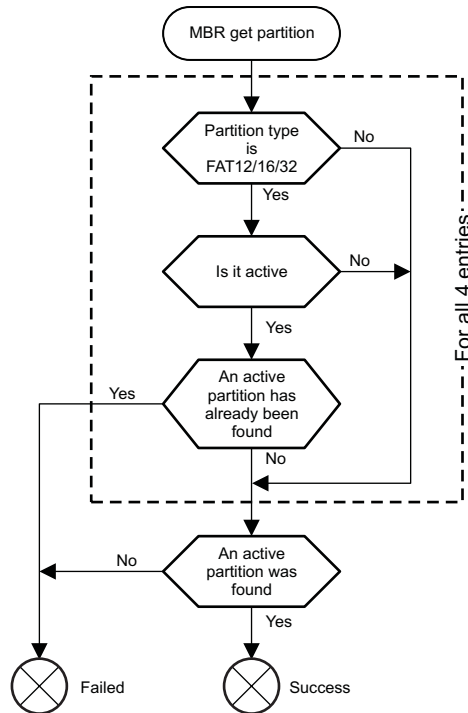 MBR get partition
Partition type
is
FAT12/16/32
No
Yes
Is it active
No
Yes
For all 4 entries:
An active
partition has
already been
found
Yes
No
An active
partition was
found
No
Yes
Failed
Success